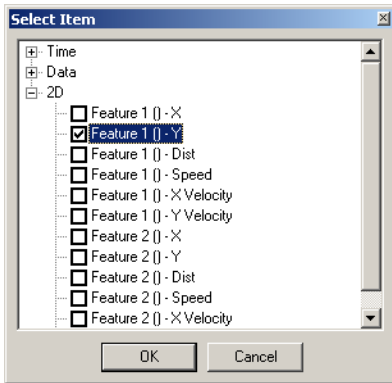 Select Item
Time
Data
2D
Feature 1 () - X
Feature 1 () - Y
Feature 1 () - Dist
Feature 1 () - Speed
Feature 1 () - X Velocity
Feature 1 () - Y Velocity
Feature 2 () - X
Feature 2 () - Y
Feature 2 () - Dist
Feature 2 () - Speed
Feature 2 () - X Velocity
OK Cancel